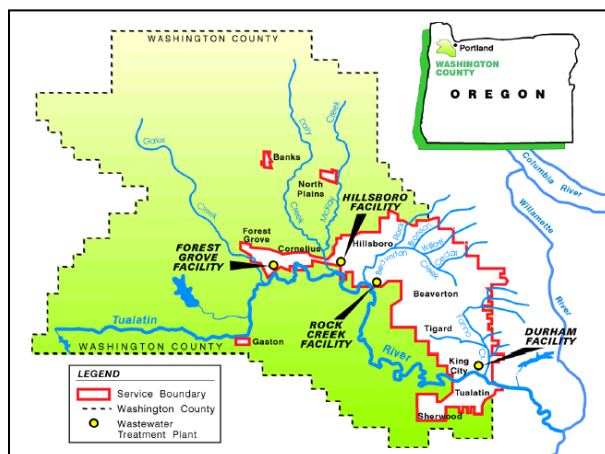 WASHINGTON COUNTY
Portland
WASHINGTON
COUNTY
OREGON
Columbia
River
Willamette
River
Gales
Creek
Dairy
Creek
McKay
Creek
Banks
North
Plains
HILLSBORO
FACILITY
Forest
Grove
Cornelius
Hillsboro
FOREST
GROVE
FACILITY
Rock
Bronson
Willow
Cedar
Beaverton
Creek
Beaverton
ROCK
CREEK
FACILITY
Tualatin
River
WASHINGTON COUNTY
Gaston
Tigard
Fanno
Cr.
DURHAM
FACILITY
King
City
Tualatin
Sherwood
LEGEND
Service Boundary
Washington County
Wastewater
Treatment Plant